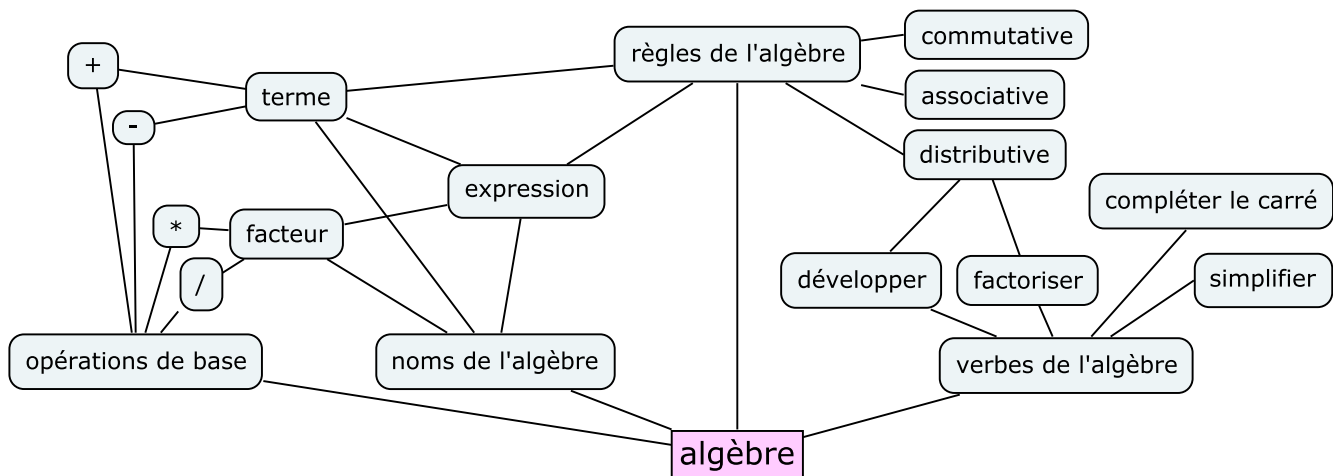 commutative
règles de l'algèbre
+
terme
associative
-
distributive
expression
compléter le carré
*
facteur
/
développer
factoriser
simplifier
opérations de base
noms de l'algèbre
verbes de l'algèbre
algèbre